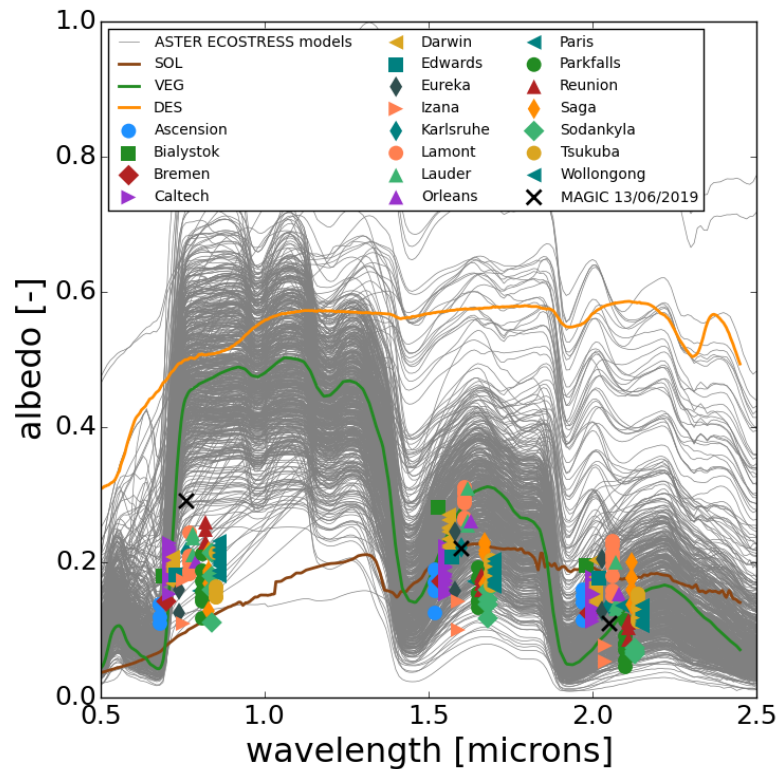 1.0
0.8
0.6
0.4
0.2
0.0
albedo [-]
ASTER ECOSTRESS models
SOL
VEG
DES
Ascension
Bialystok
Bremen
Caltech
Darwin
Edwards
Eureka
Izana
Karlsruhe
Lamont
Lauder
Orleans
Paris
Parkfalls
Reunion
Saga
Sodankyla
Tsukuba
Wollongong
MAGIC 13/06/2019
0.5 1.0 1.5 2.0 2.5
wavelength [microns]